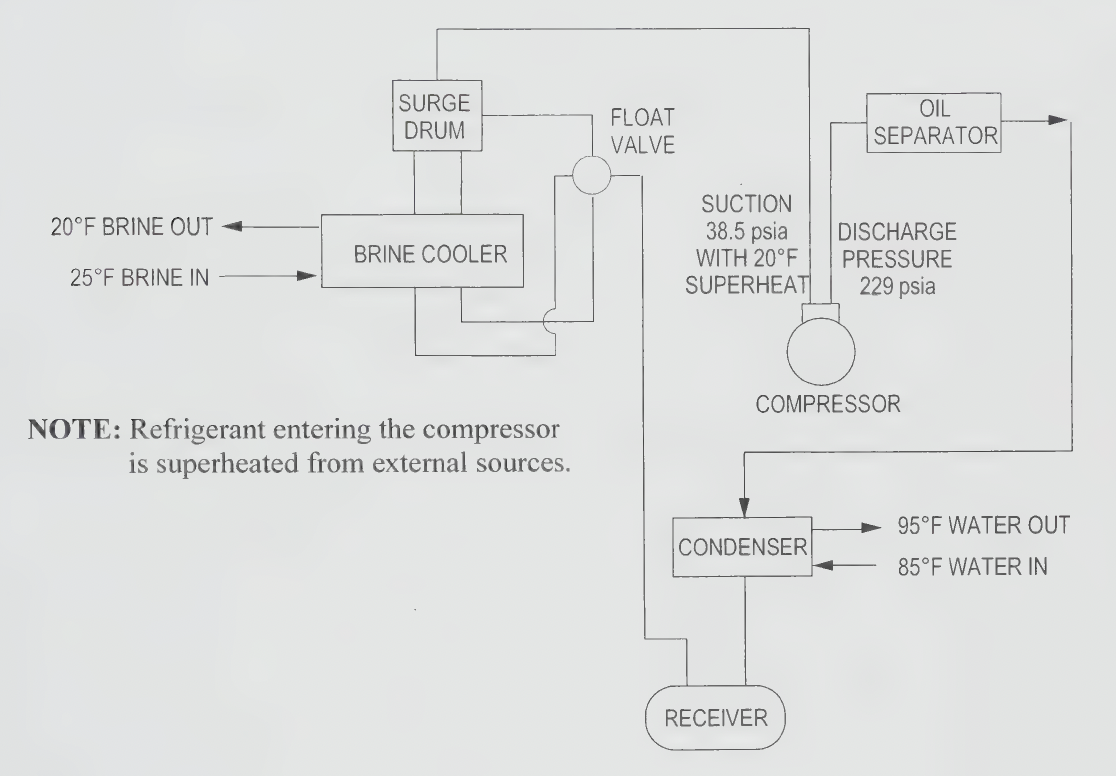 SURGE
DRUM
FLOAT
VALVE
OIL
SEPARATOR
20°F BRINE OUT
25°F BRINE IN
BRINE COOLER
SUCTION
38.5 psia
WITH 20°F
SUPERHEAT
DISCHARGE
PRESSURE
229 psia
COMPRESSOR
NOTE: Refrigerant entering the compressor
is superheated from external sources.
CONDENSER
95°F WATER OUT
85°F WATER IN
RECEIVER